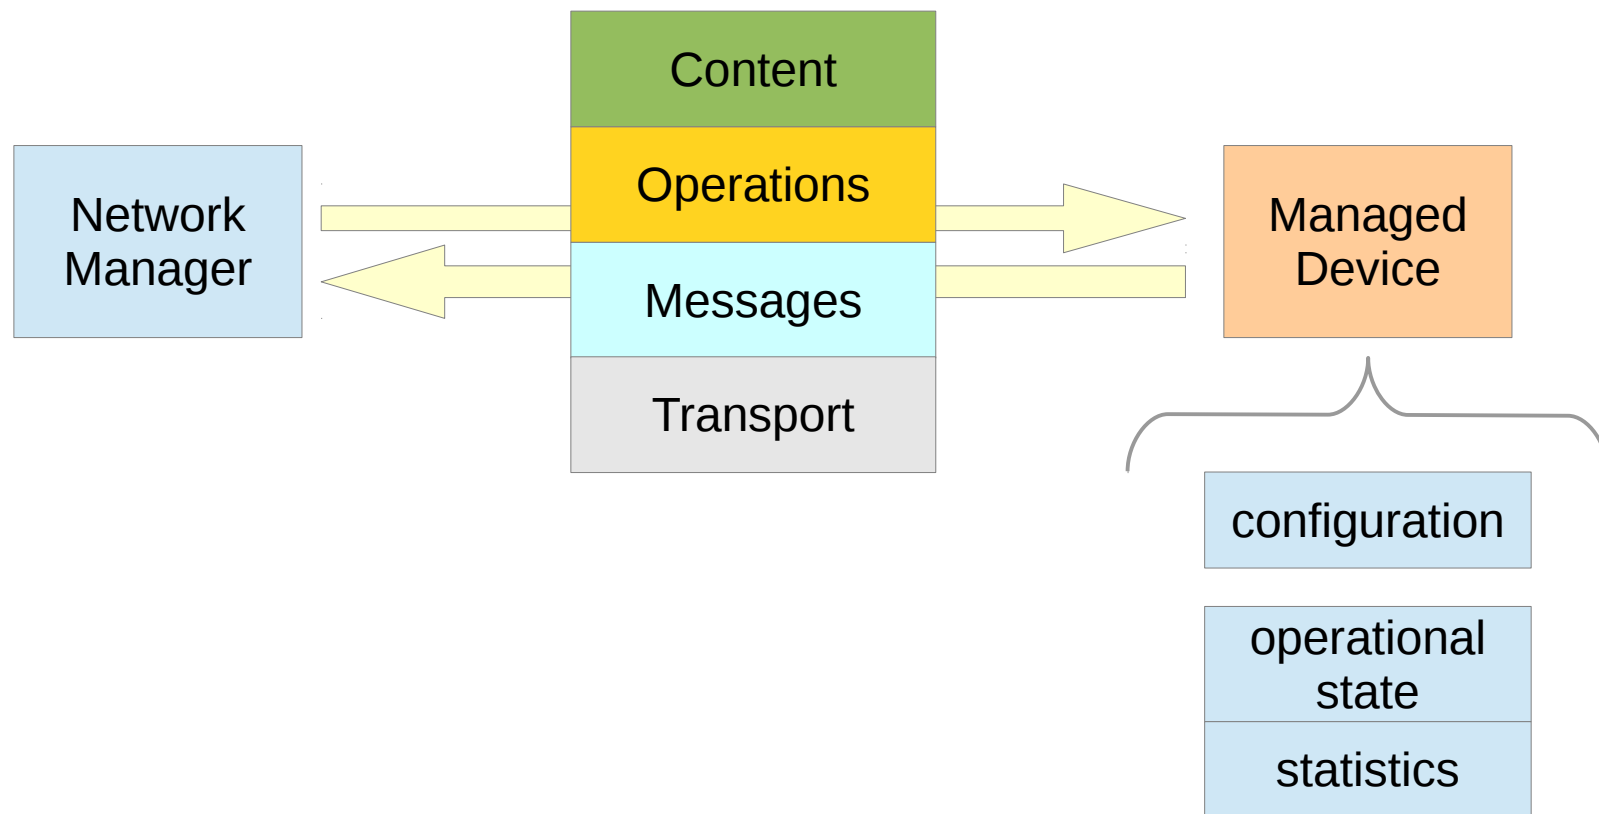 Content
Operations
Messages
Transport
Network
Manager
Managed
Device
configuration
operational
state
statistics